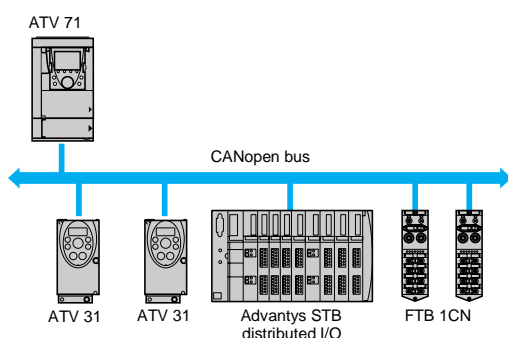 ATV 71
CANopen bus
ATV 31
ATV 31
Advantys STB
distributed I/O
FTB 1CN